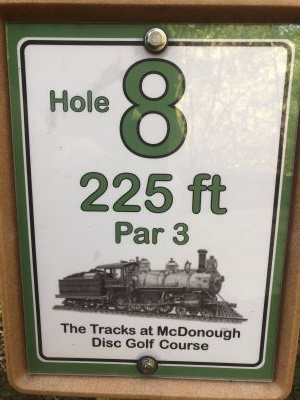 Hole 8
225 ft
Par 3
The Tracks at McDonough
Disc Golf Course